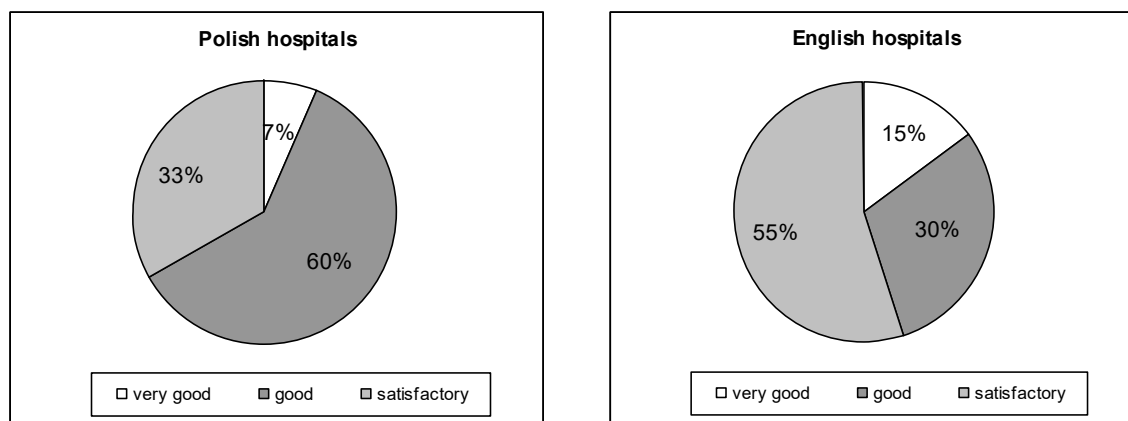 Polish hospitals
7%
33%
60%
very good good satisfactory
English hospitals
15%
55%
30%
very good good satisfactory